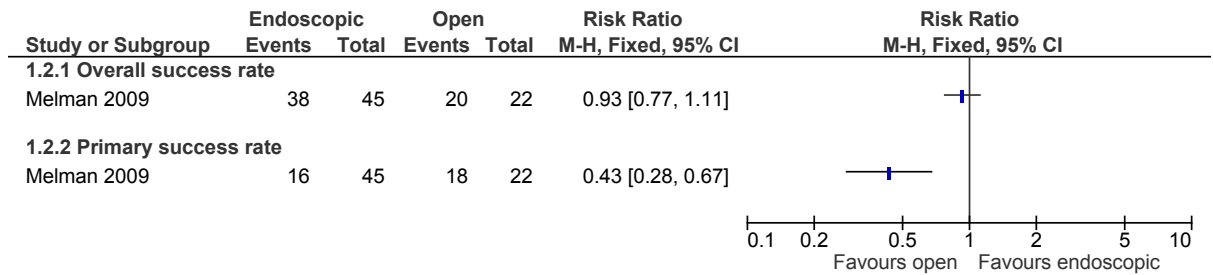 Endoscopic Open Risk Ratio Risk Ratio
Study or Subgroup Events Total Events Total M-H, Fixed, 95% CI M-H, Fixed, 95% CI
1.2.1 Overall success rate
Melman 2009 38 45 20 22 0.93 [0.77, 1.11]
1.2.2 Primary success rate
Melman 2009 16 45 18 22 0.43 [0.28, 0.67]
0.1 0.2 0.5 1 2 5 10
Favours open Favours endoscopic